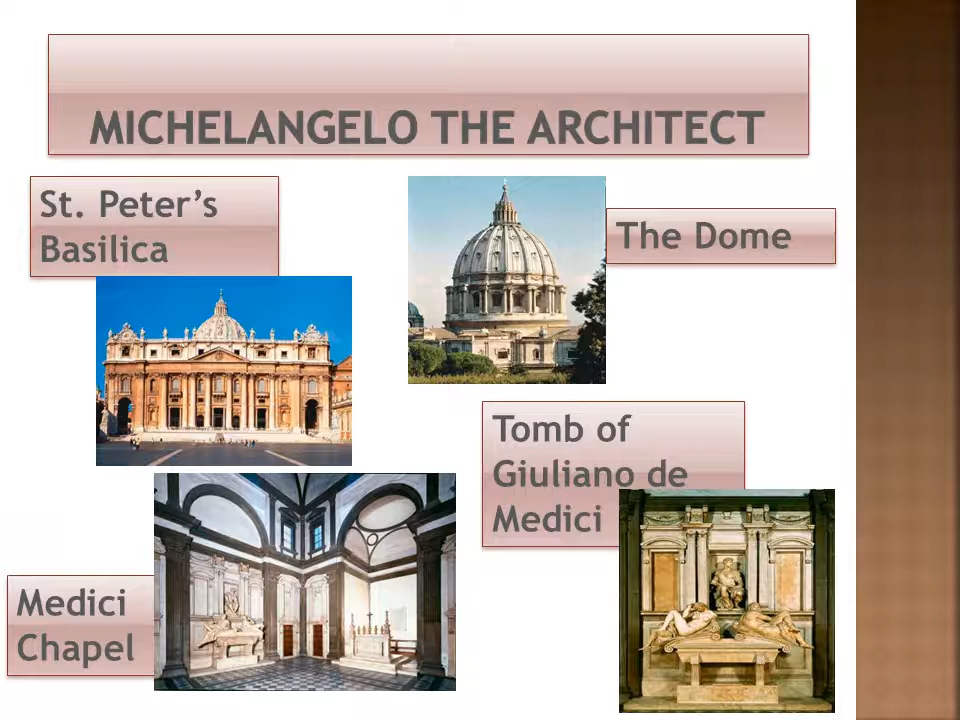 MICHELANGELO THE ARCHITECT
St. Peter’s
Basilica
The Dome
Tomb of
Giuliano de
Medici
Medici
Chapel